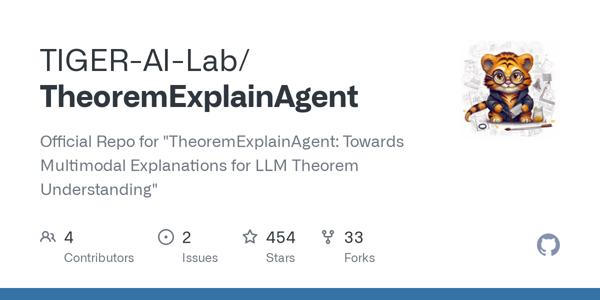 TIGER-AI-Lab/
TheoremExplainAgent
Official Repo for "TheoremExplainAgent: Towards
Multimodal Explanations for LLM Theorem
Understanding"
4 2 454 33
Contributors Issues Stars Forks